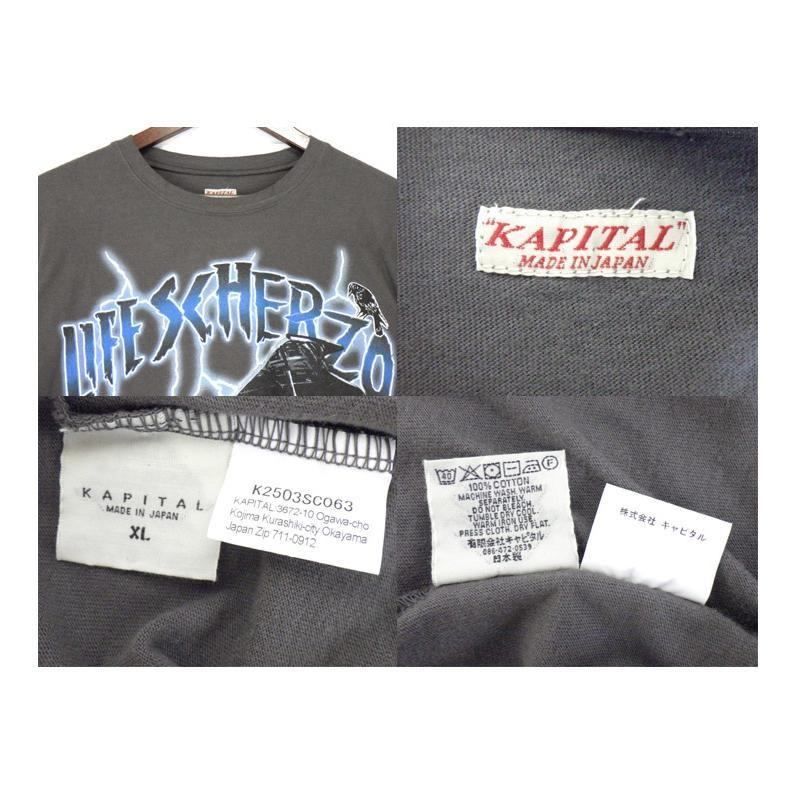 KAPITAL
LIFE SCHERZO
"KAPITAL"
MADE IN JAPAN
KAPITAL
MADE IN JAPAN
XL
K2503SC063
KAPITAL:3672-10 Ogawa-cho
Kojima Kurashiki-city Okayama
Japan Zip 711-0912
40
F
100% COTTON
MACHINE WASH WARM
SEPARATELY.
DO NOT BLEACH.
TUMBLE DRY COOL.
WARM IRON USE
PRESS CLOTH. DRY FLAT.
有限会社キャピタル
086-472-0539
日本製
株式会社 キャピタル